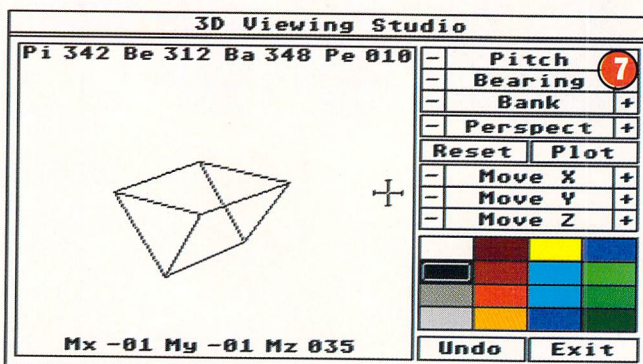 3D Viewing Studio
Pi 342 Be 312 Ba 348 Pe 010
- Pitch
7
- Bearing
- Bank +
- Perspect +
Reset Plot
- Move X +
- Move Y +
- Move Z +
Mx -01 My -01 Mz 035
Undo Exit